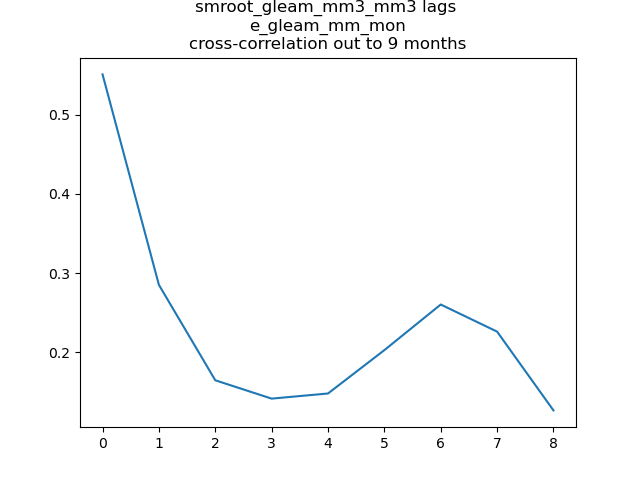 smroot_gleam_mm3_mm3 lags
e_gleam_mm_mon
cross-correlation out to 9 months
0.5
0.4
0.3
0.2
0 1 2 3 4 5 6 7 8